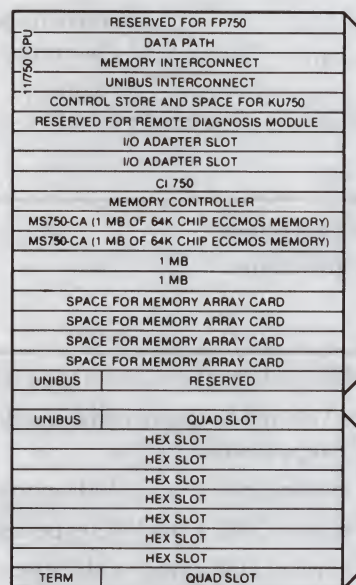 11/750 CPU
RESERVED FOR FP750
DATA PATH
MEMORY INTERCONNECT
UNIBUS INTERCONNECT
CONTROL STORE AND SPACE FOR KU750
RESERVED FOR REMOTE DIAGNOSIS MODULE
I/O ADAPTER SLOT
I/O ADAPTER SLOT
CI 750
MEMORY CONTROLLER
MS750-CA (1 MB OF 64K CHIP ECCMOS MEMORY)
MS750-CA (1 MB OF 64K CHIP ECCMOS MEMORY)
1 MB
1 MB
SPACE FOR MEMORY ARRAY CARD
SPACE FOR MEMORY ARRAY CARD
SPACE FOR MEMORY ARRAY CARD
SPACE FOR MEMORY ARRAY CARD
UNIBUS RESERVED
UNIBUS QUAD SLOT
HEX SLOT
HEX SLOT
HEX SLOT
HEX SLOT
HEX SLOT
HEX SLOT
HEX SLOT
TERM QUAD SLOT